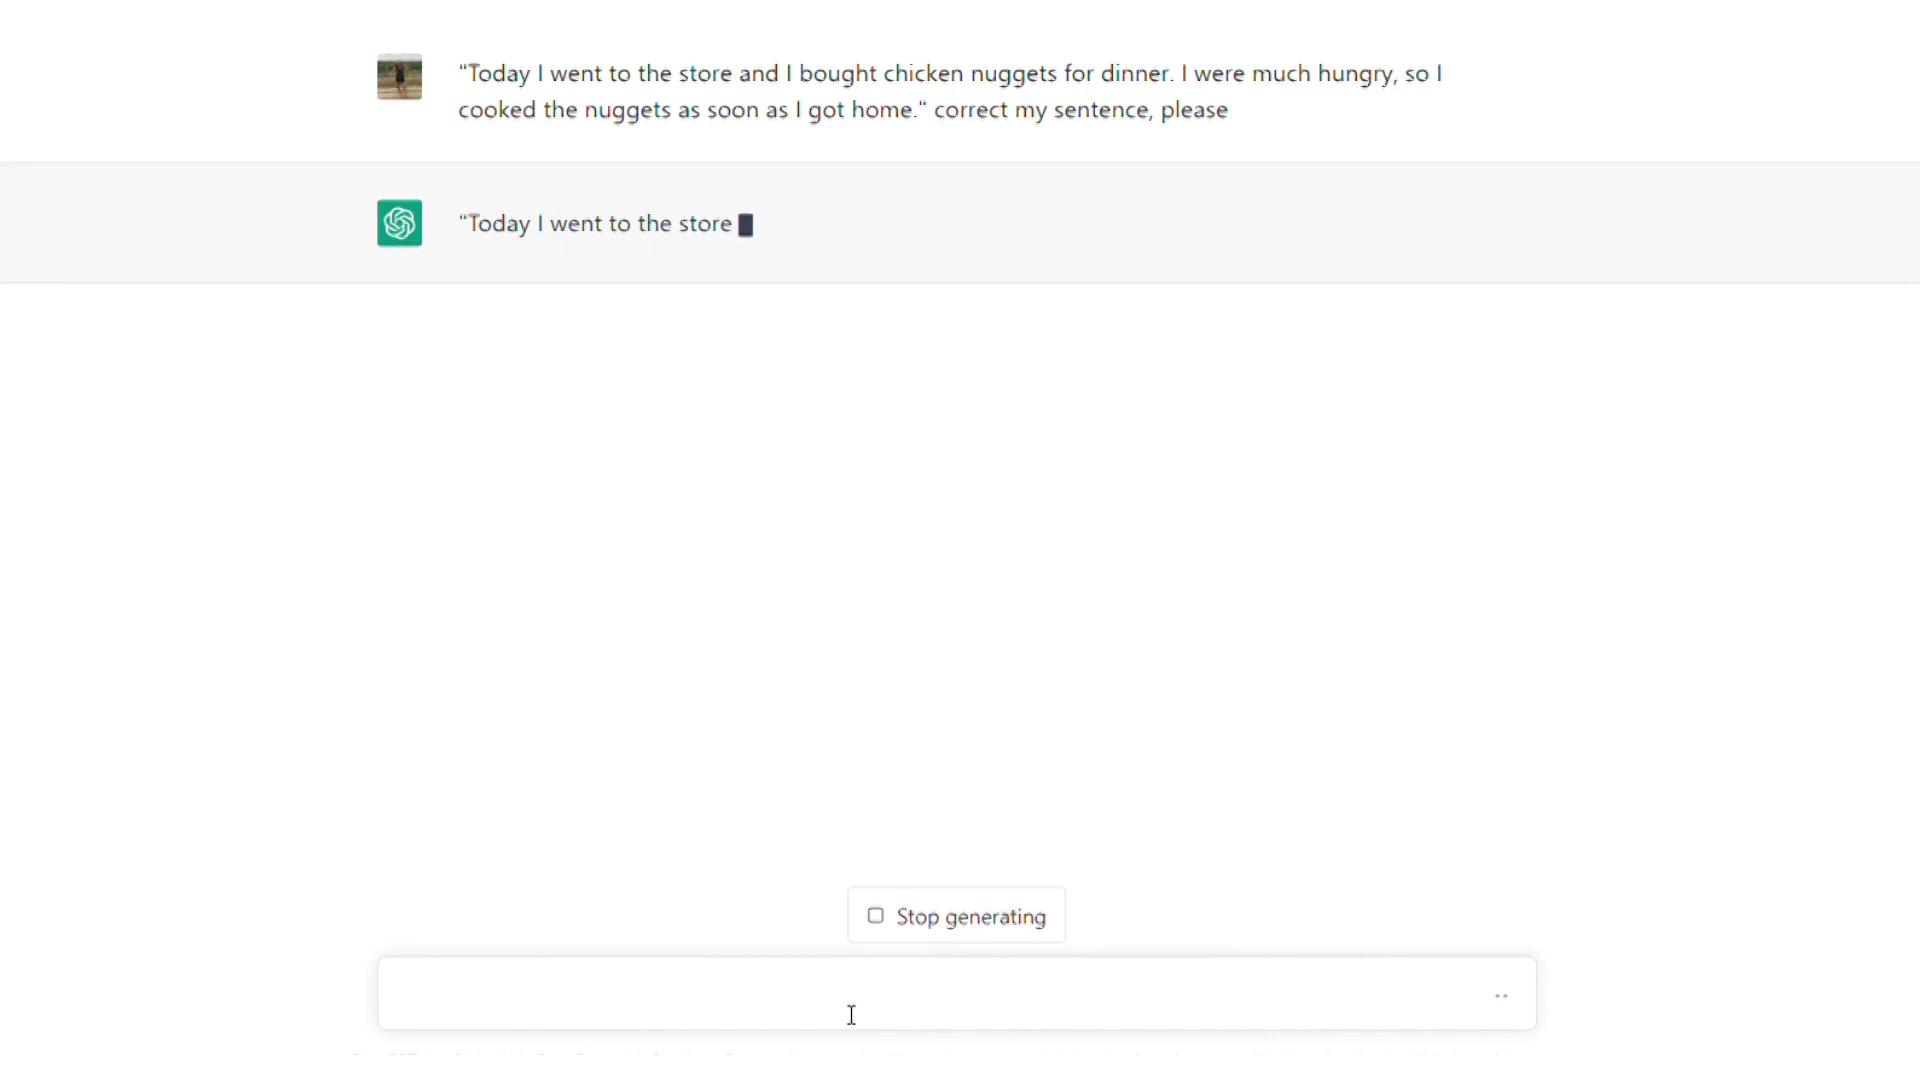 "Today I went to the store and I bought chicken nuggets for dinner. I were much hungry, so I
cooked the nuggets as soon as I got home." correct my sentence, please
"Today I went to the store
Stop generating